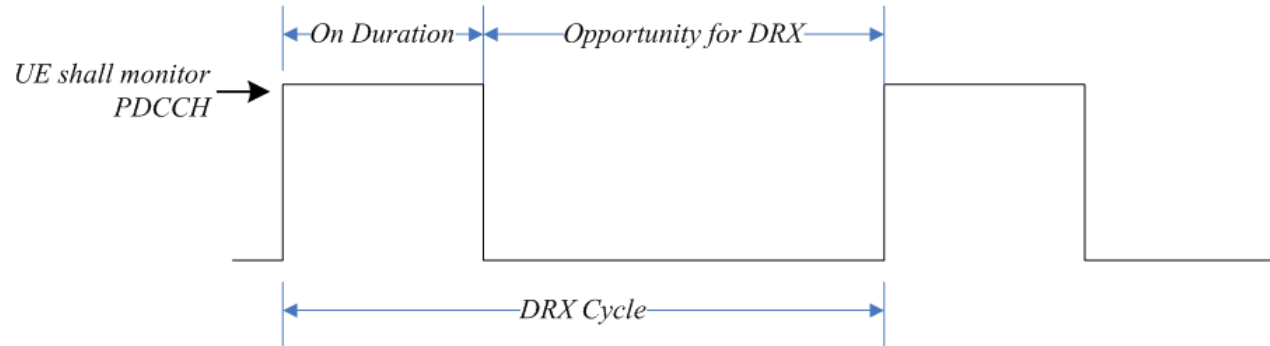 On Duration
Opportunity for DRX
UE shall monitor
PDCCH
DRX Cycle